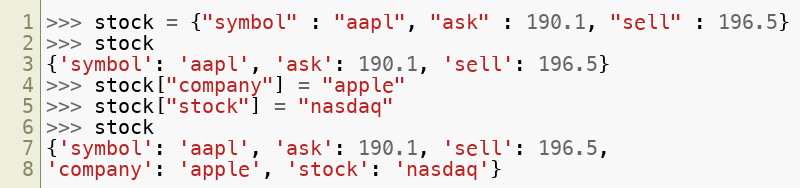 1 >>> stock = {"symbol" : "aapl", "ask" : 190.1, "sell" : 196.5}
2 >>> stock
3 {'symbol': 'aapl', 'ask': 190.1, 'sell': 196.5}
4 >>> stock["company"] = "apple"
5 >>> stock["stock"] = "nasdaq"
6 >>> stock
7 {'symbol': 'aapl', 'ask': 190.1, 'sell': 196.5,
8 'company': 'apple', 'stock': 'nasdaq'}